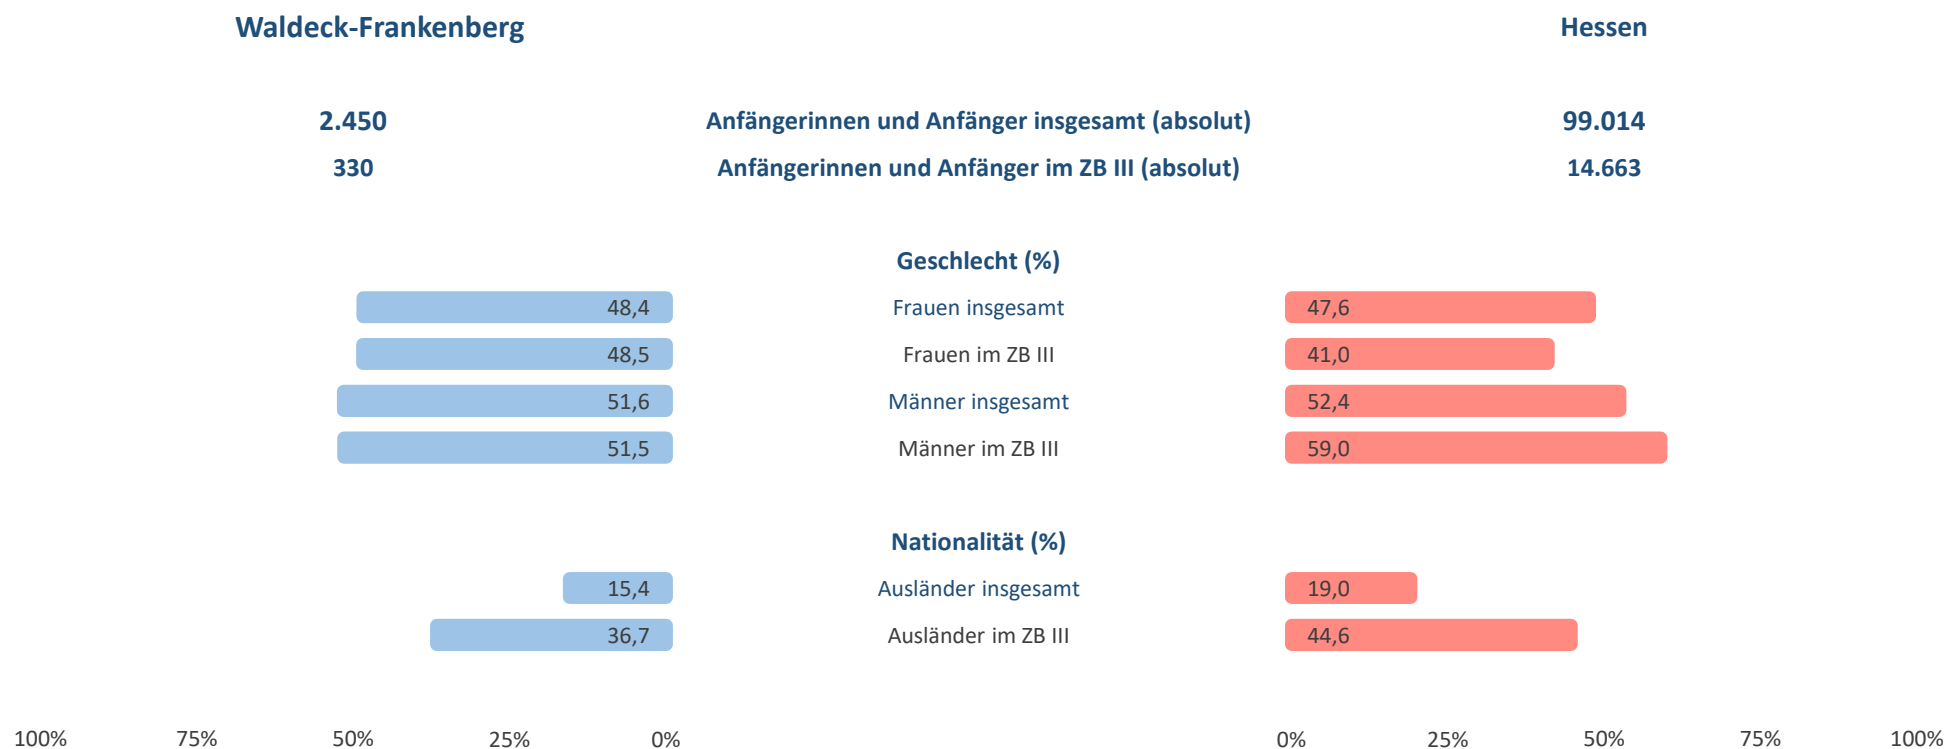 Waldeck-Frankenberg Hessen
2.450 Anfängerinnen und Anfänger insgesamt (absolut) 99.014
330 Anfängerinnen und Anfänger im ZB III (absolut) 14.663
Geschlecht (%)
48,4 Frauen insgesamt 47,6
48,5 Frauen im ZB III 41,0
51,6 Männer insgesamt 52,4
51,5 Männer im ZB III 59,0
Nationalität (%)
15,4 Ausländer insgesamt 19,0
36,7 Ausländer im ZB III 44,6
100% 75% 50% 25% 0% 0% 25% 50% 75% 100%